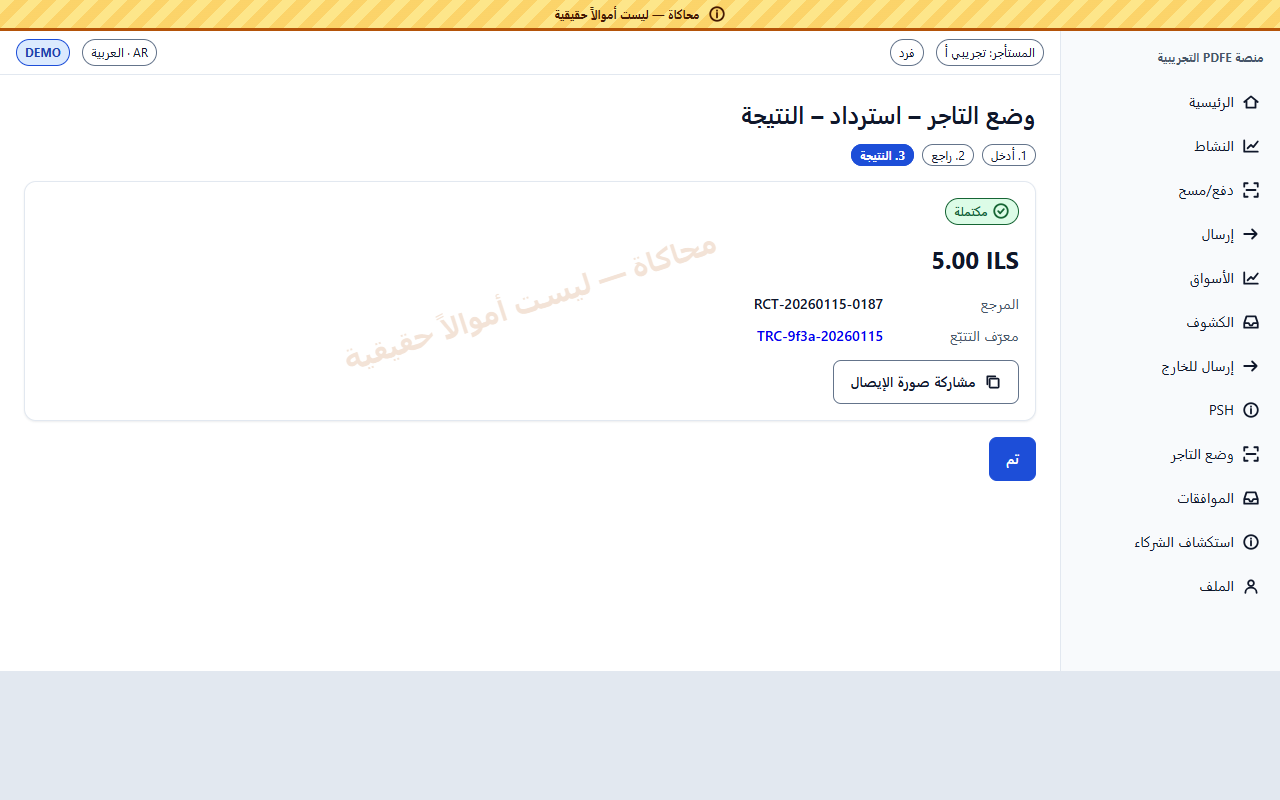 محاكاة — ليست أموالاً حقيقية
منصة PDFE التجريبية
الرئيسية
النشاط
دفع/مسح
إرسال
الأسواق
الكشوف
إرسال للخارج
PSH
وضع التاجر
الموافقات
استكشاف الشركاء
الملف
المستأجر: تجريبي أ
فرد
AR · العربية
DEMO
وضع التاجر – استرداد – النتيجة
1. أدخل
2. راجع
3. النتيجة
مكتملة
5.00 ILS
المرجع RCT-20260115-0187
معرّف التتبّع TRC-9f3a-20260115
مشاركة صورة الإيصال
محاكاة — ليست أموالاً حقيقية
تم